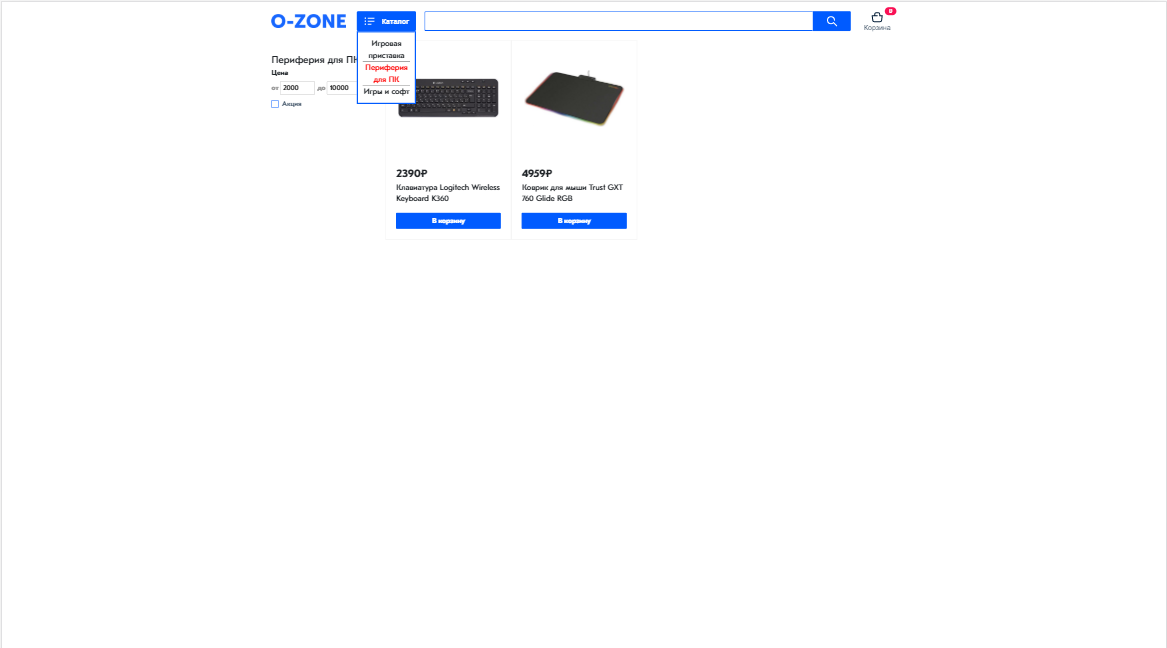 O-ZONE
Каталог
0
Корзина
Игровая
приставка
Периферия
для ПК
Игры и софт
Периферия для ПК
Цена
от 2000 до 10000
Акция
2390₽
Клавиатура Logitech Wireless
Keyboard K360
В корзину
4959₽
Коврик для мыши Trust GXT
760 Glide RGB
В корзину